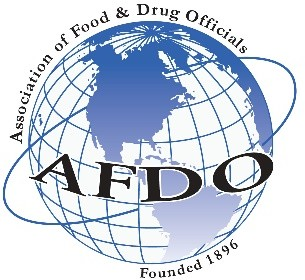 Association of Food & Drug Officials
AFDO
Founded 1896